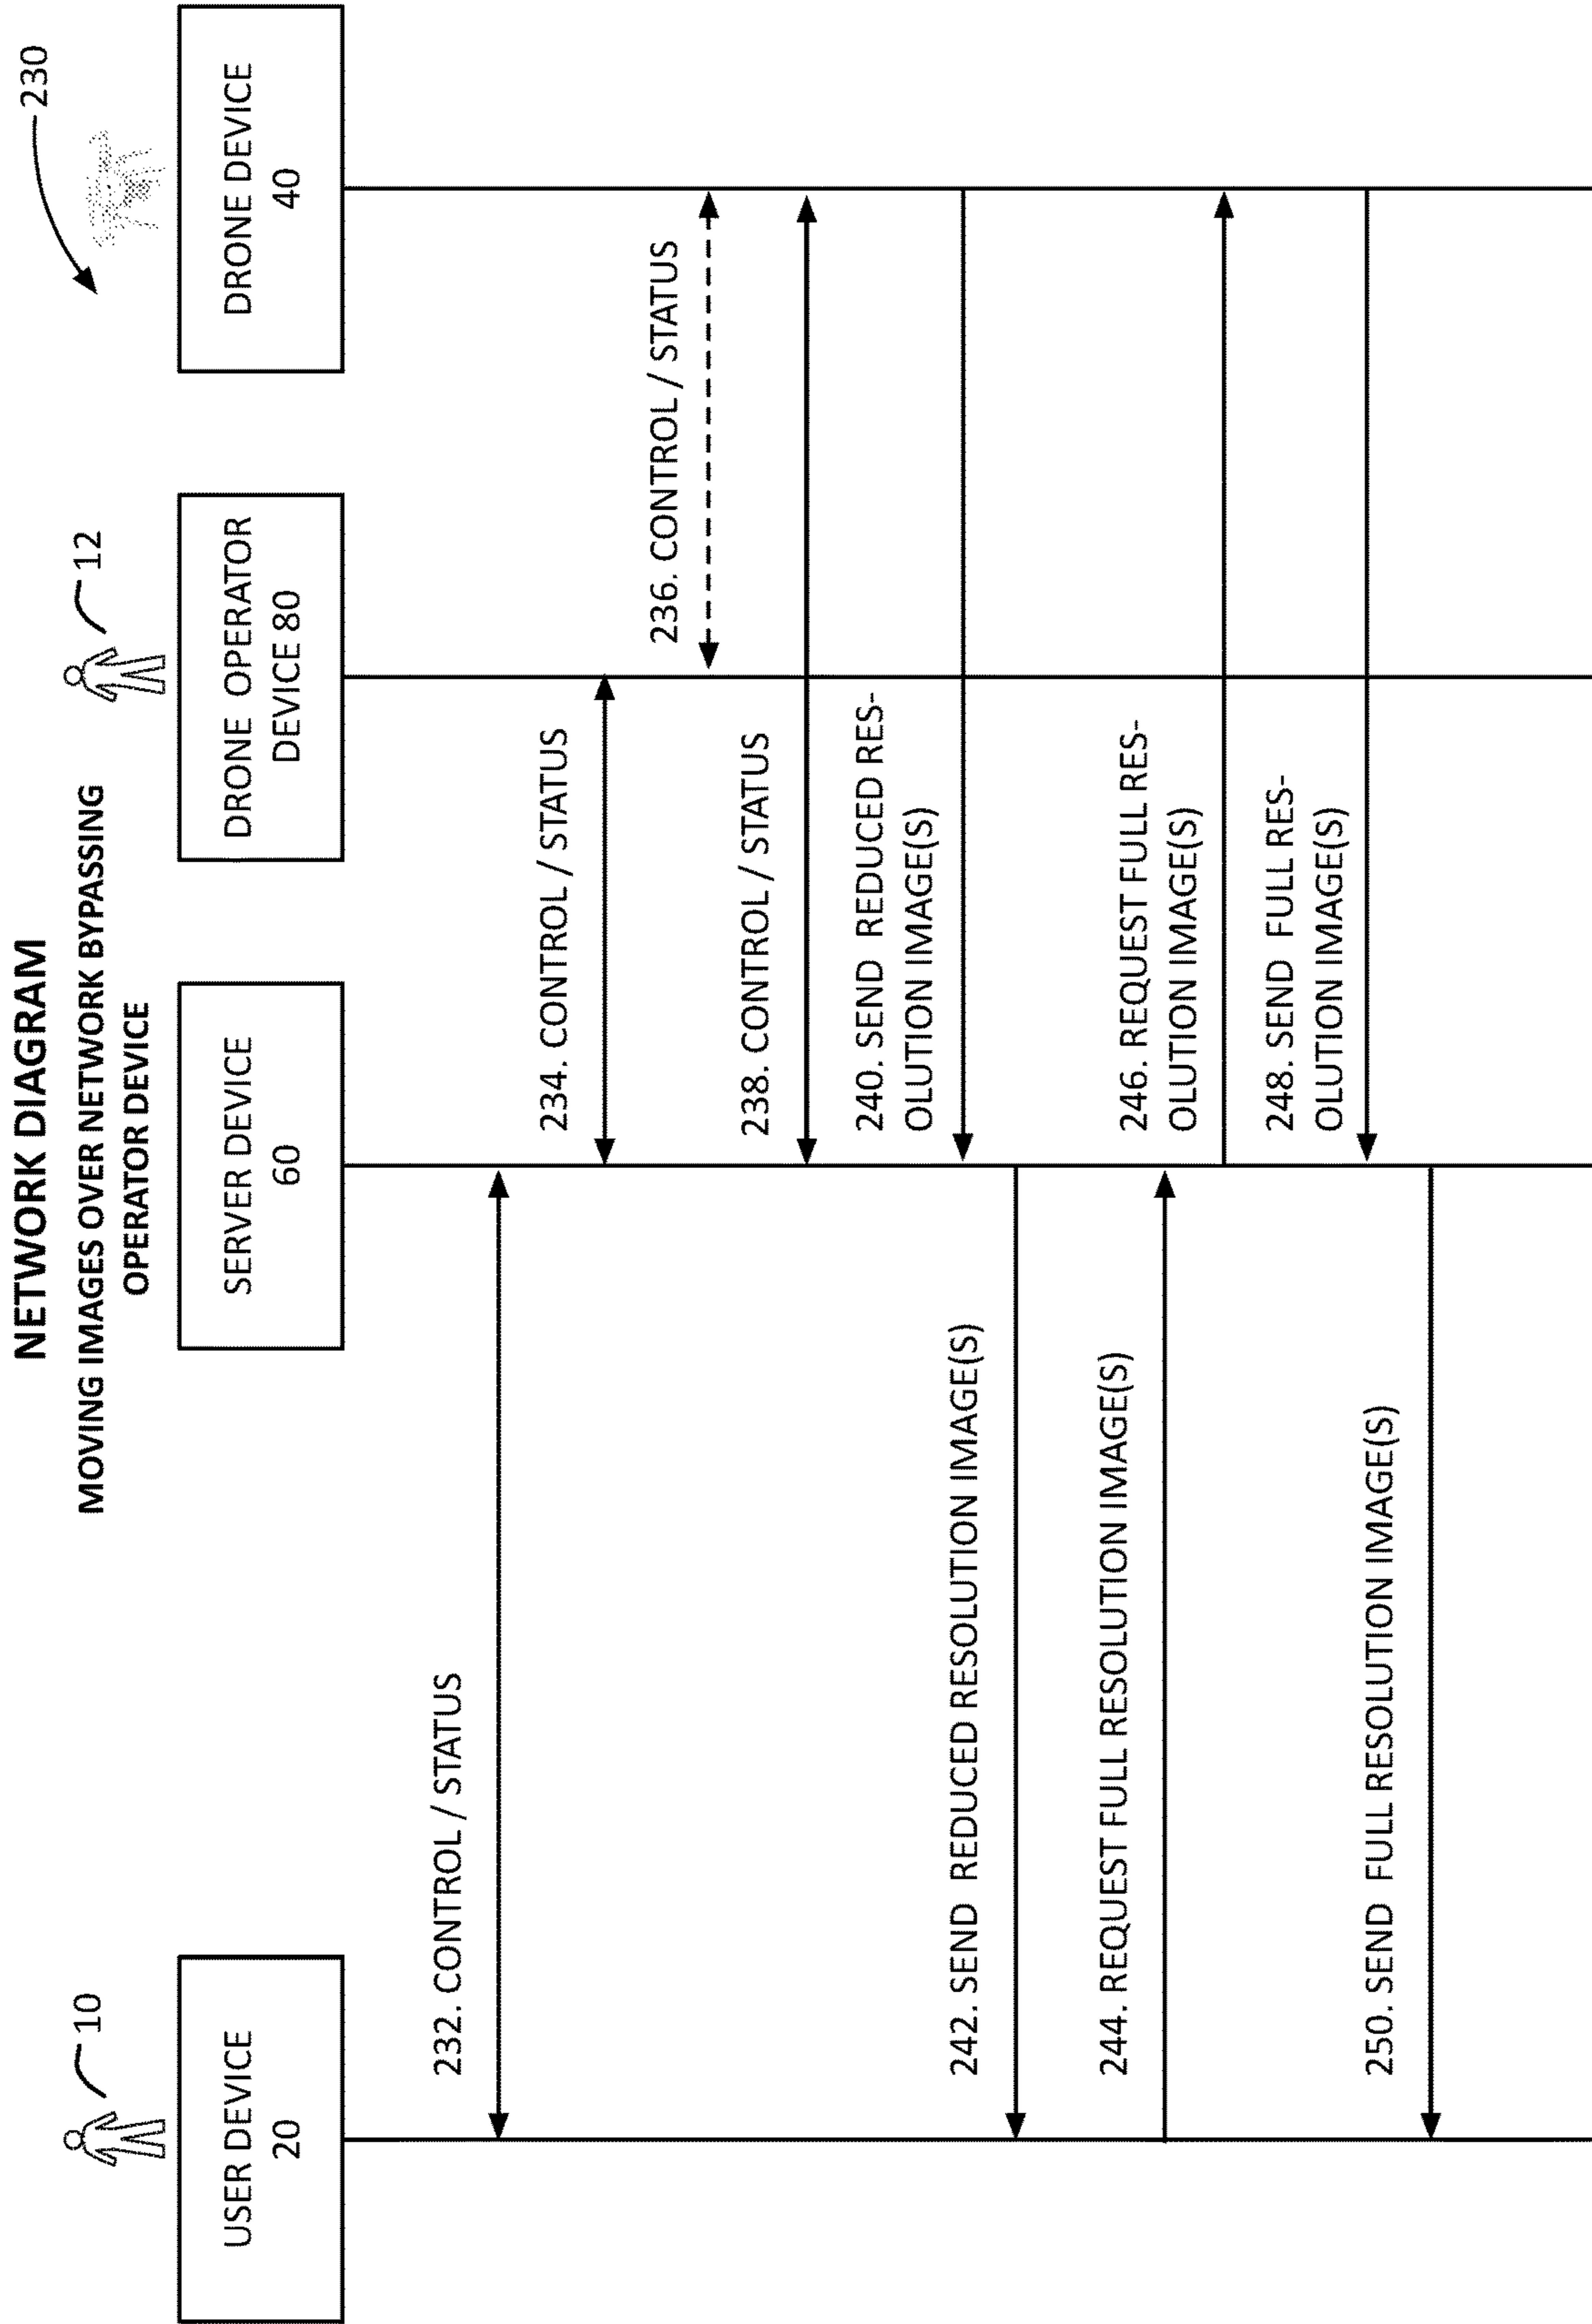 NETWORK DIAGRAM
MOVING IMAGES OVER NETWORK BYPASSING
OPERATOR DEVICE
230
10
12
USER DEVICE
20
SERVER DEVICE
60
DRONE OPERATOR
DEVICE 80
DRONE DEVICE
40
232. CONTROL / STATUS
234. CONTROL / STATUS
236. CONTROL / STATUS
238. CONTROL / STATUS
240. SEND REDUCED RES-
OLUTION IMAGE(S)
242. SEND REDUCED RESOLUTION IMAGE(S)
244. REQUEST FULL RESOLUTION IMAGE(S)
246. REQUEST FULL RES-
OLUTION IMAGE(S)
248. SEND FULL RES-
OLUTION IMAGE(S)
250. SEND FULL RESOLUTION IMAGE(S)